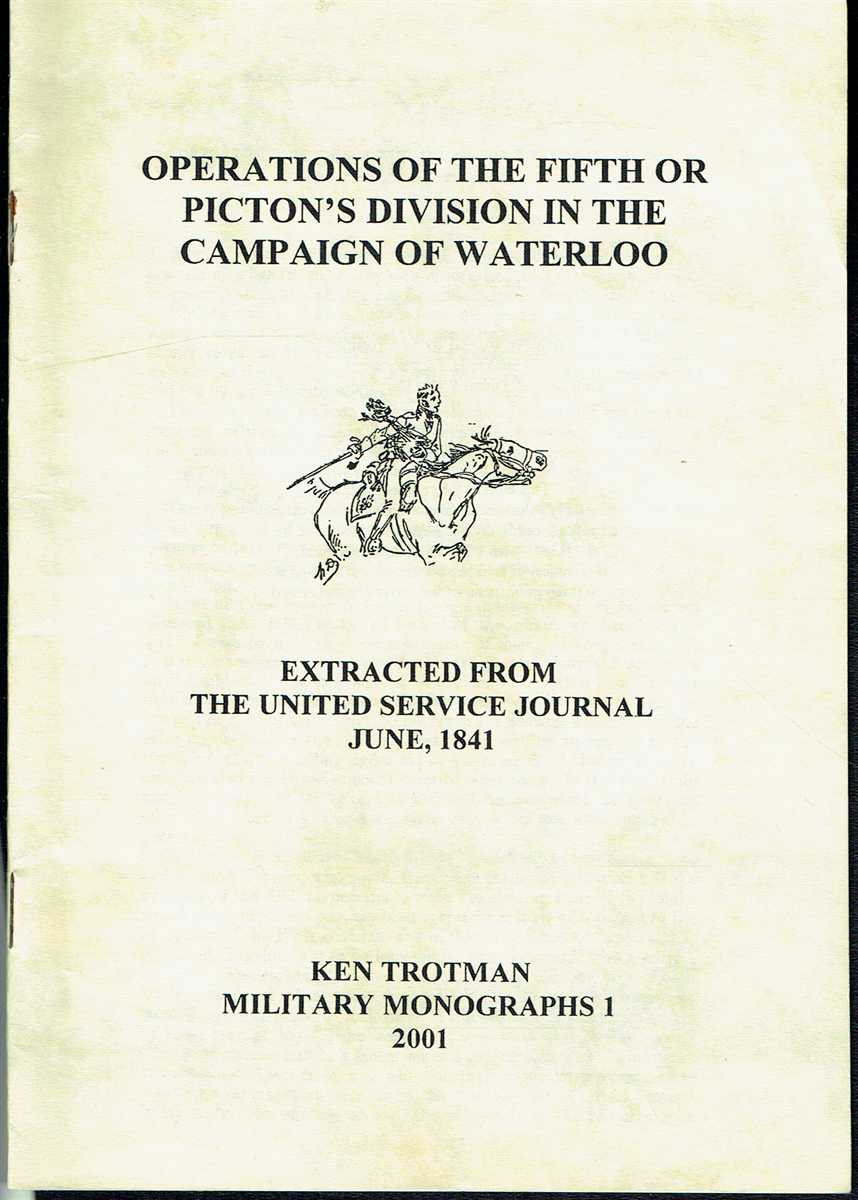 OPERATIONS OF THE FIFTH OR
PICTON'S DIVISION IN THE
CAMPAIGN OF WATERLOO
EXTRACTED FROM
THE UNITED SERVICE JOURNAL
JUNE, 1841
KEN TROTMAN
MILITARY MONOGRAPHS 1
2001